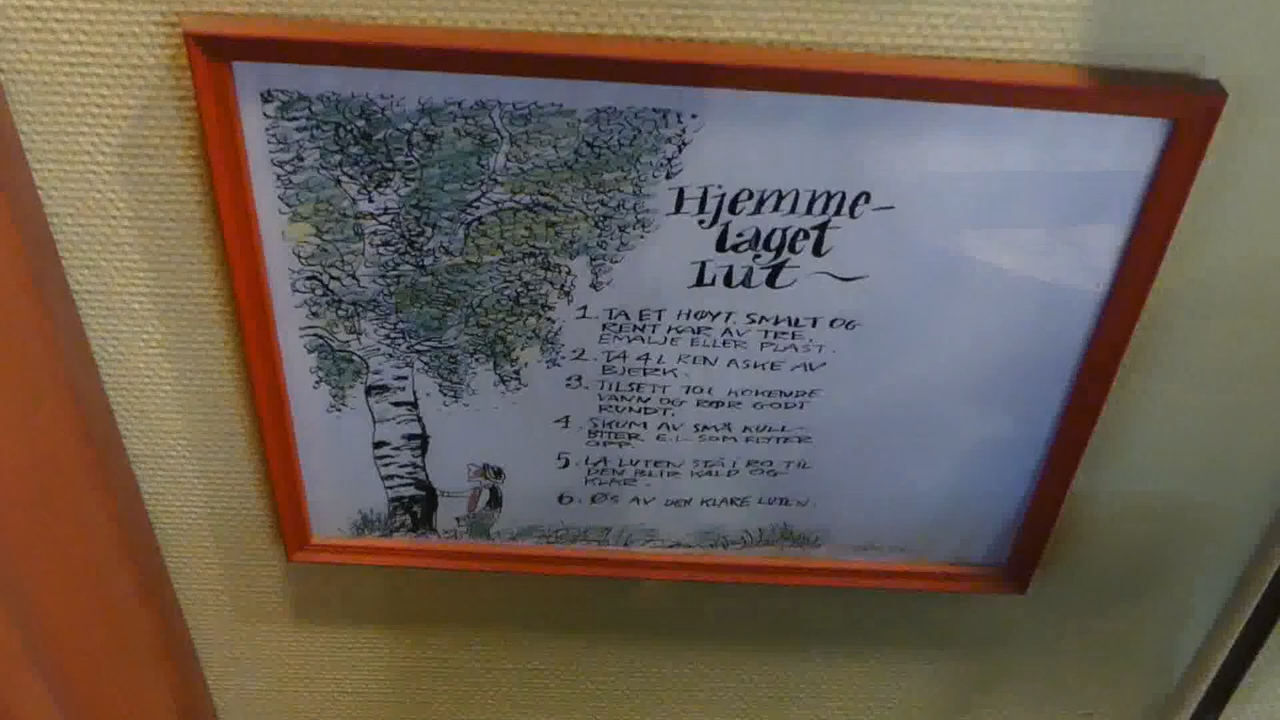 Hjemme-
laget
Lut~
1. TA ET HØYT, SMALT OG
RENT KAR AV TRE,
EMALJE ELLER PLAST.
2. TA 4 L REN ASKE AV
BJERK.
3. TILSETT 10 L KOKENDE
VANN OG RØR GODT
RUNDT.
4. SKUM AV SMÅ KULL-
BITER E.L. SOM FLYTER
OPP.
5. LA LUTEN STÅ I RO TIL
DEN BLIR KALD OG
KLAR.
6. ØS AV DEN KLARE LUTEN.